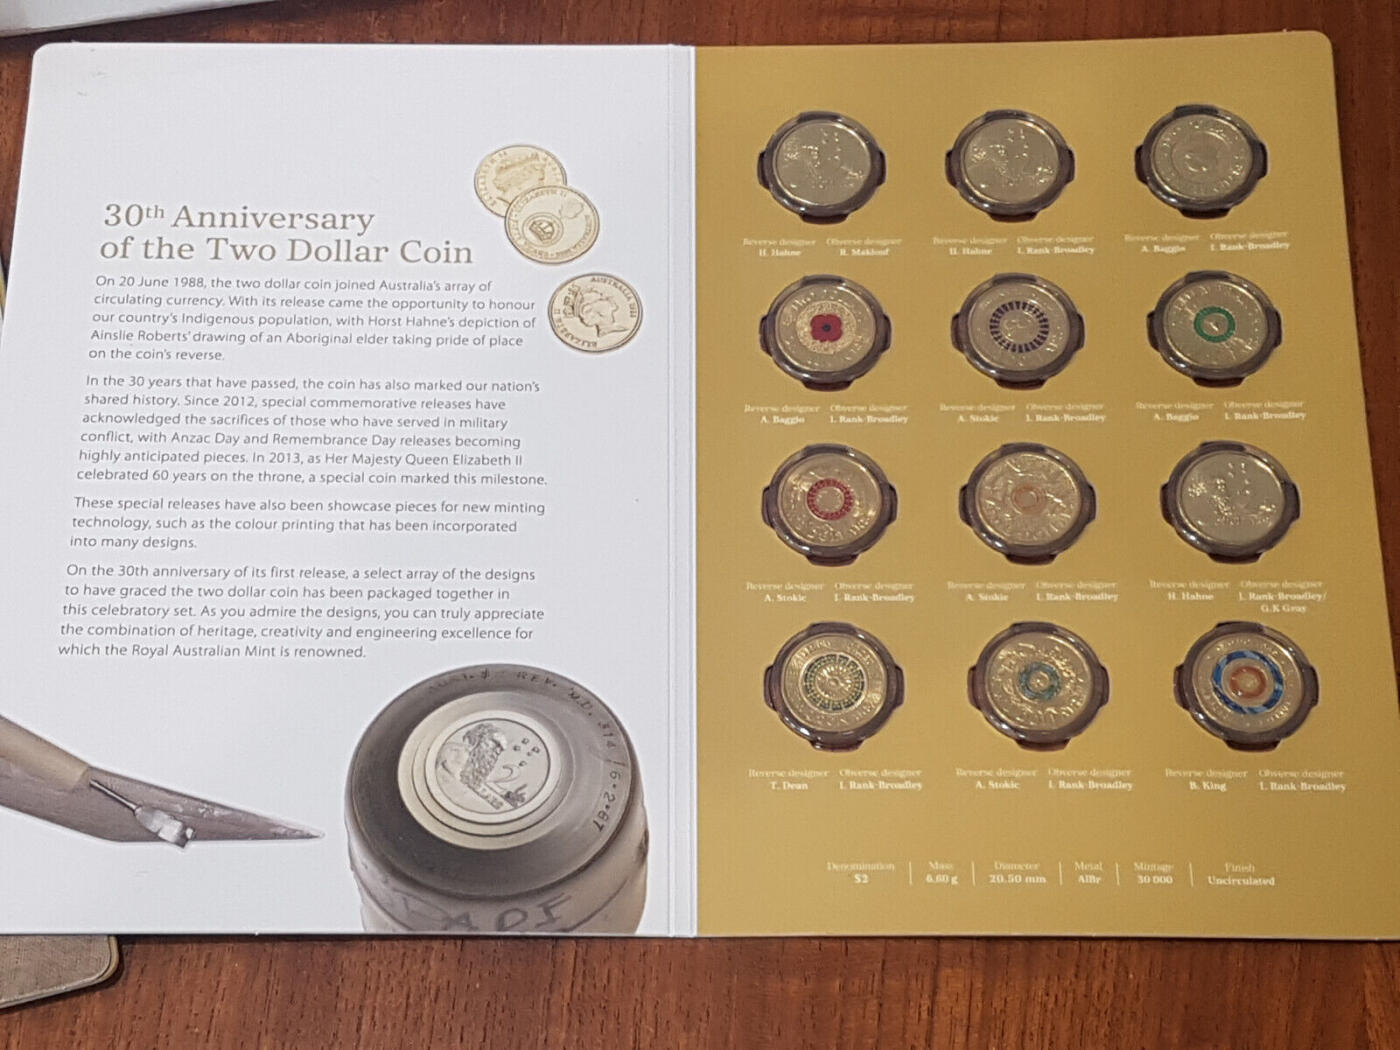 30th Anniversary
of the Two Dollar Coin
On 20 June 1988, the two dollar coin joined Australia's array of
circulating currency. With its release came the opportunity to honour
our country's Indigenous population, with Horst Hahne's depiction of
Ainslie Roberts' drawing of an Aboriginal elder taking pride of place
on the coin's reverse.
In the 30 years that have passed, the coin has also marked our nation's
shared history. Since 2012, special commemorative releases have
acknowledged the sacrifices of those who have served in military
conflict, with Anzac Day and Remembrance Day releases becoming
highly anticipated pieces. In 2013, as Her Majesty Queen Elizabeth II
celebrated 60 years on the throne, a special coin marked this milestone.
These special releases have also been showcase pieces for new minting
technology, such as the colour printing that has been incorporated
into many designs.
On the 30th anniversary of its first release, a select array of the designs
to have graced the two dollar coin has been packaged together in
this celebratory set. As you admire the designs, you can truly appreciate
the combination of heritage, creativity and engineering excellence for
which the Royal Australian Mint is renowned.
Reverse designer Obverse designer Reverse designer Obverse designer Reverse designer Obverse designer
H. Hahne R. Maklouf H. Hahne I. Rank-Broadley A. Baggio I. Rank-Broadley
Reverse designer Obverse designer Reverse designer Obverse designer Reverse designer Obverse designer
A. Baggio I. Rank-Broadley A. Stokie I. Rank-Broadley A. Baggio I. Rank-Broadley
Reverse designer Obverse designer Reverse designer Obverse designer Reverse designer Obverse designer
A. Stokie I. Rank-Broadley A. Stokie I. Rank-Broadley H. Hahne I. Rank-Broadley/
G.K Gray
Reverse designer Obverse designer Reverse designer Obverse designer Reverse designer Obverse designer
T. Dean I. Rank-Broadley A. Stokie I. Rank-Broadley B. King I. Rank-Broadley
Denomination Mass Diameter Metal Mintage Finish
$2 6.60 g 20.50 mm AlBr 30 000 Uncirculated